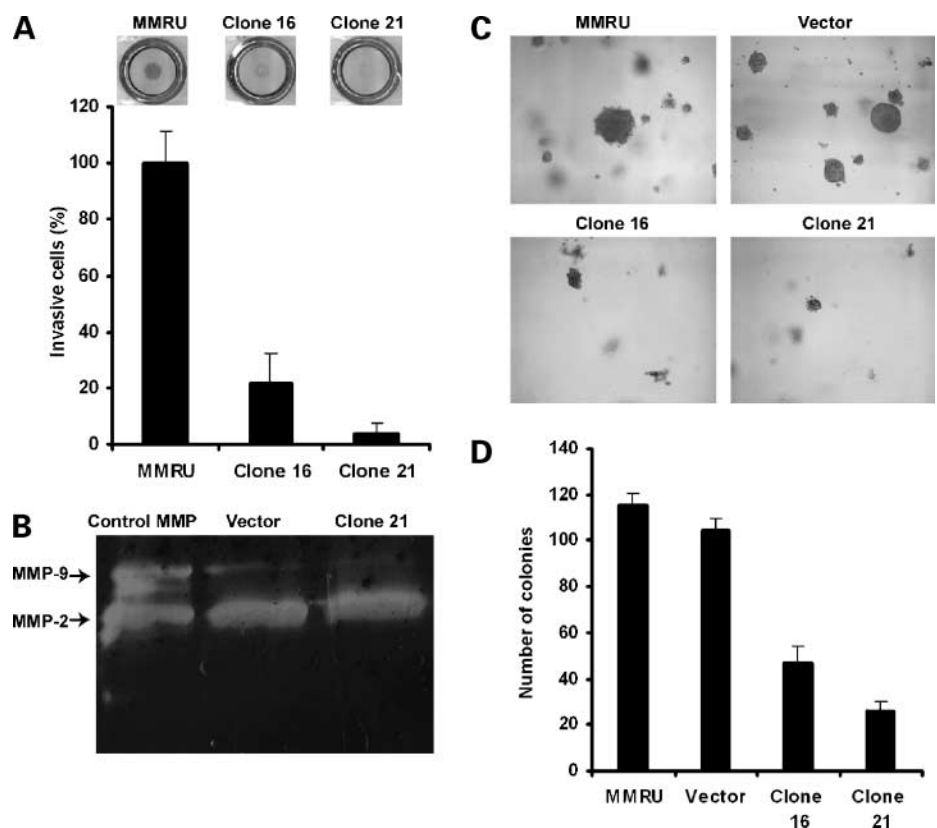 A
MMRU Clone 16 Clone 21
120
100
80
60
40
20
0
Invasive cells (%)
MMRU Clone 16 Clone 21
B
Control MMP Vector Clone 21
MMP-9
MMP-2
C
MMRU Vector
Clone 16 Clone 21
D
140
120
100
80
60
40
20
0
Number of colonies
MMRU Vector Clone 16 Clone 21